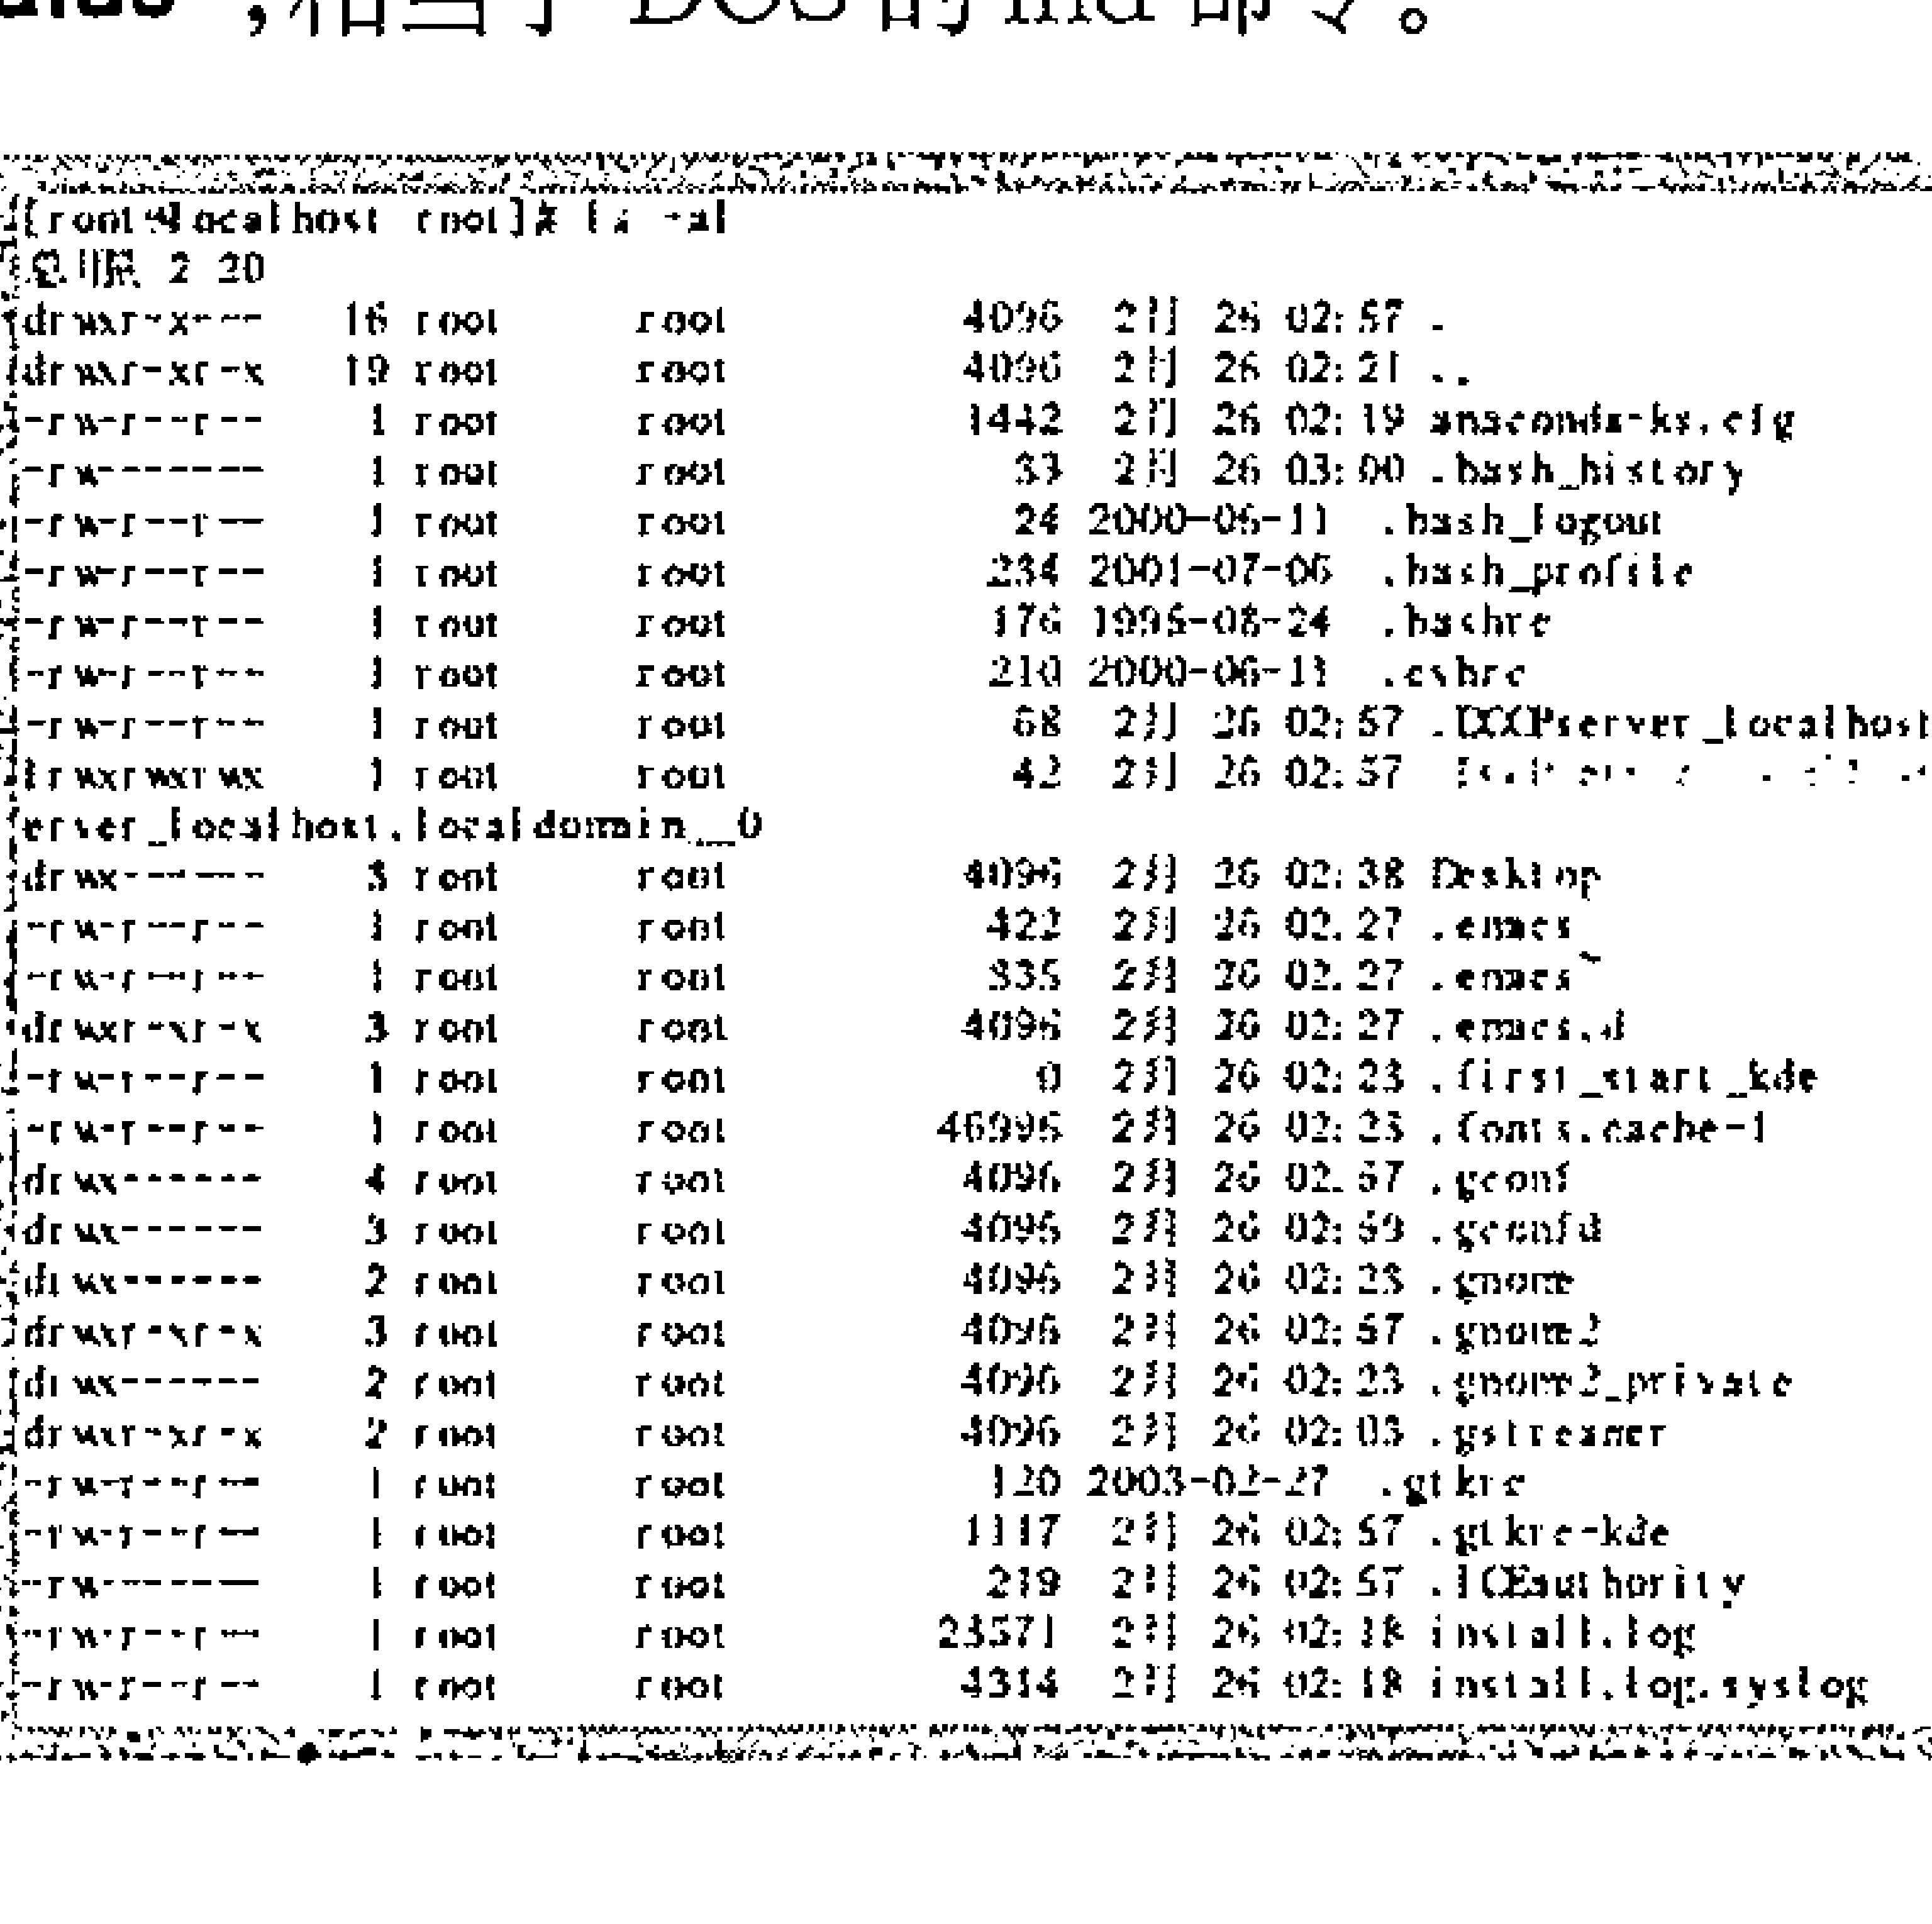 ,相当于 DOS 的 md 命令。
[root@localhost root]# ls -al
2 20
drwxr-x--- 16 root root 4096 2月 26 02:57 .
drwxr-xr-x 19 root root 4096 2月 26 02:21 ..
-rw-r--r-- 1 root root 1442 2月 26 02:19 anaconda-ks.cfg
-rw------- 1 root root 33 2月 26 03:00 .bash_history
-rw-r--r-- 1 root root 24 2000-06-11 .bash_logout
-rw-r--r-- 1 root root 234 2001-07-06 .bash_profile
-rw-r--r-- 1 root root 176 1995-08-24 .bashrc
-rw-r--r-- 1 root root 210 2000-06-11 .cshrc
-rw-r--r-- 1 root root 68 2月 26 02:57 .DCOPserver_localhost
lrwxrwxrwx 1 root root 42 2月 26 02:57
erver_localhost.localdomain__0
drwx------ 3 root root 4096 2月 26 02:38 Desktop
-rw-r--r-- 1 root root 422 2月 26 02:27 .emacs
-rw-r--r-- 1 root root 835 2月 26 02:27 .emacs~
drwxr-xr-x 3 root root 4096 2月 26 02:27 .emacs.d
-rw-r--r-- 1 root root 0 2月 26 02:23 .first_start_kde
-rw-r--r-- 1 root root 46996 2月 26 02:23 .fonts.cache-1
drwx------ 4 root root 4096 2月 26 02:57 .gconf
drwx------ 3 root root 4096 2月 26 02:59 .gconfd
drwx------ 2 root root 4096 2月 26 02:23 .gnome
drwxr-xr-x 3 root root 4096 2月 26 02:57 .gnome2
drwx------ 2 root root 4096 2月 26 02:23 .gnome2_private
drwxr-xr-x 2 root root 4096 2月 26 02:03 .gstreamer
-rw-r--r-- 1 root root 120 2003-02-27 .gtkrc
-rw-r--r-- 1 root root 1117 2月 26 02:57 .gtkrc-kde
-rw------- 1 root root 219 2月 26 02:57 .ICEauthority
-rw-r--r-- 1 root root 23571 2月 26 02:18 install.log
-rw-r--r-- 1 root root 4314 2月 26 02:18 install.log.syslog